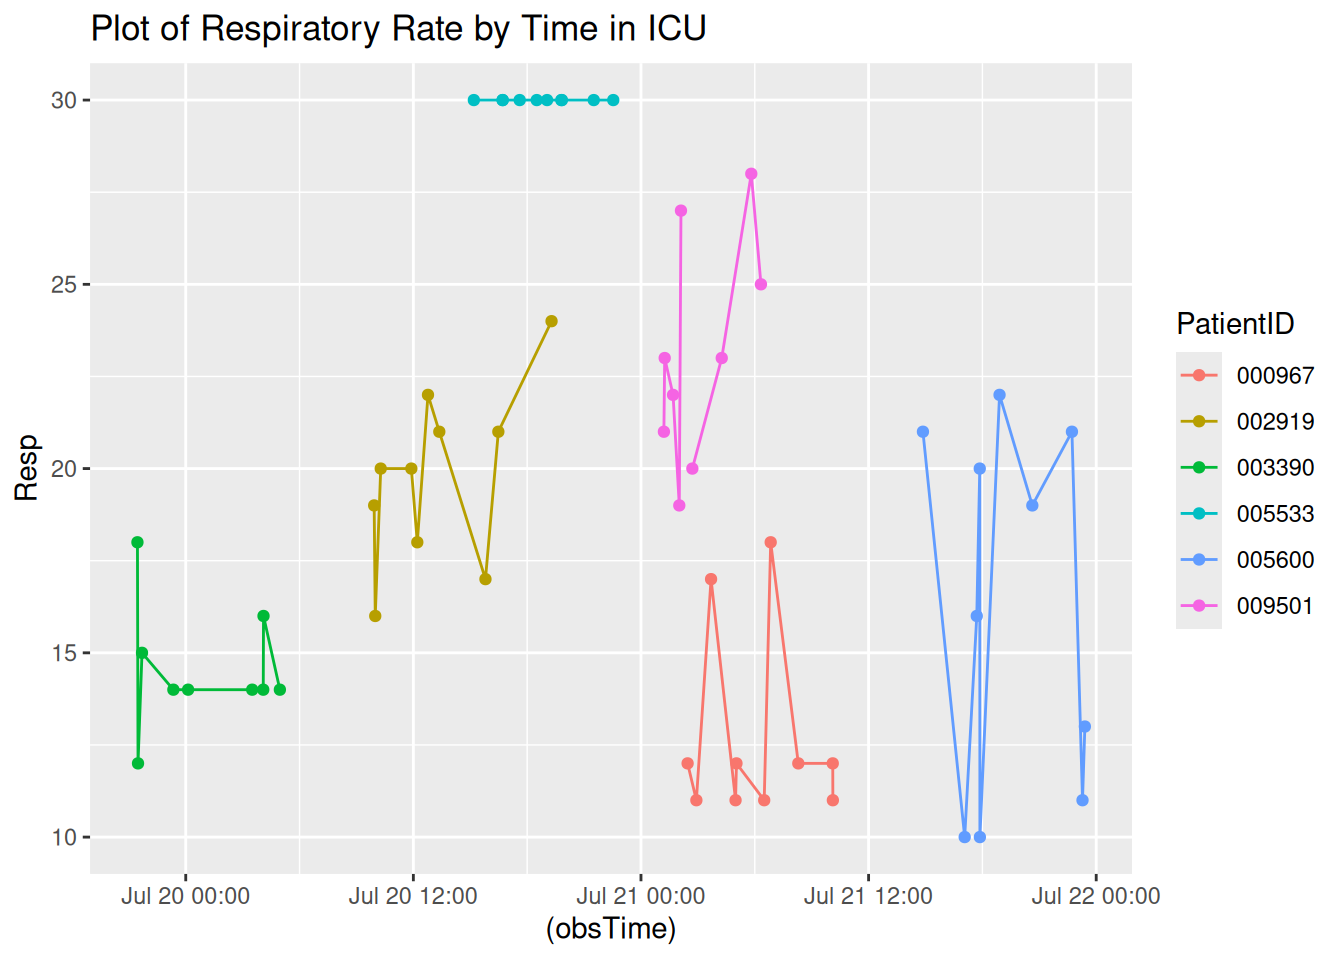 Plot of Respiratory Rate by Time in ICU
30
25
20
15
10
Resp
Jul 20 00:00
Jul 20 12:00
Jul 21 00:00
Jul 21 12:00
Jul 22 00:00
(obsTime)
PatientID
000967
002919
003390
005533
005600
009501